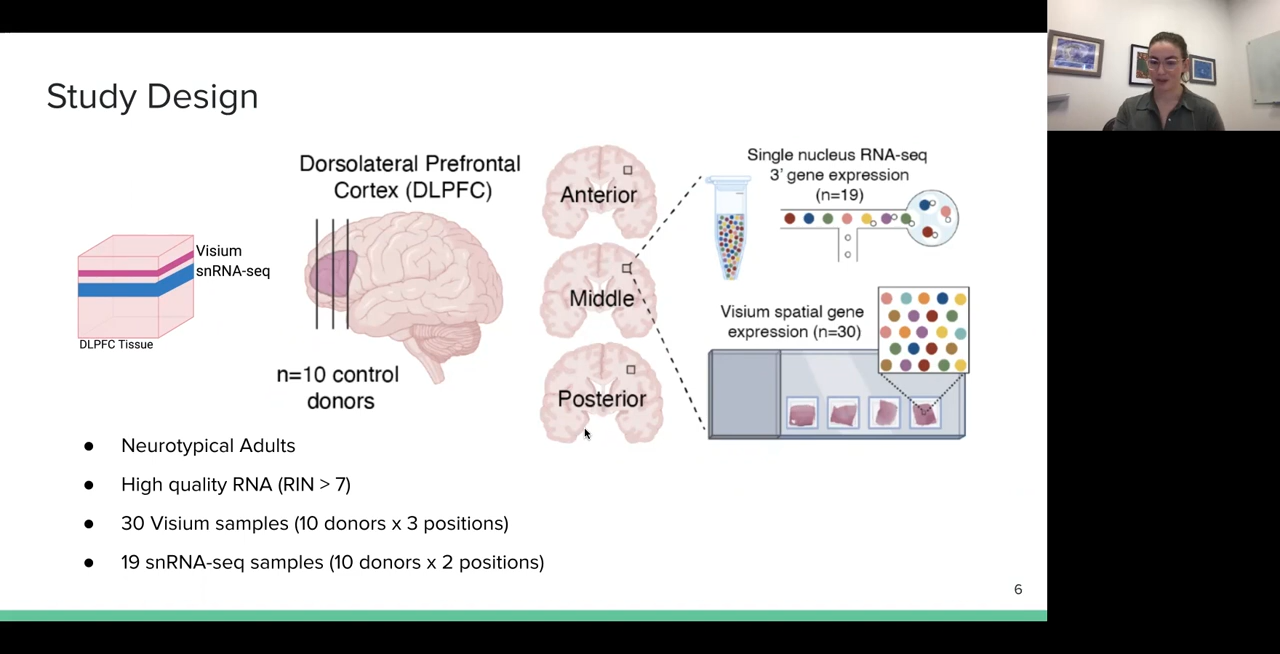 Study Design
Dorsolateral Prefrontal
Cortex (DLPFC)
Visium
snRNA-seq
DLPFC Tissue
n=10 control
donors
Anterior
Middle
Posterior
Single nucleus RNA-seq
3' gene expression
(n=19)
Visium spatial gene
expression (n=30)
● Neurotypical Adults
● High quality RNA (RIN > 7)
● 30 Visium samples (10 donors x 3 positions)
● 19 snRNA-seq samples (10 donors x 2 positions)
6